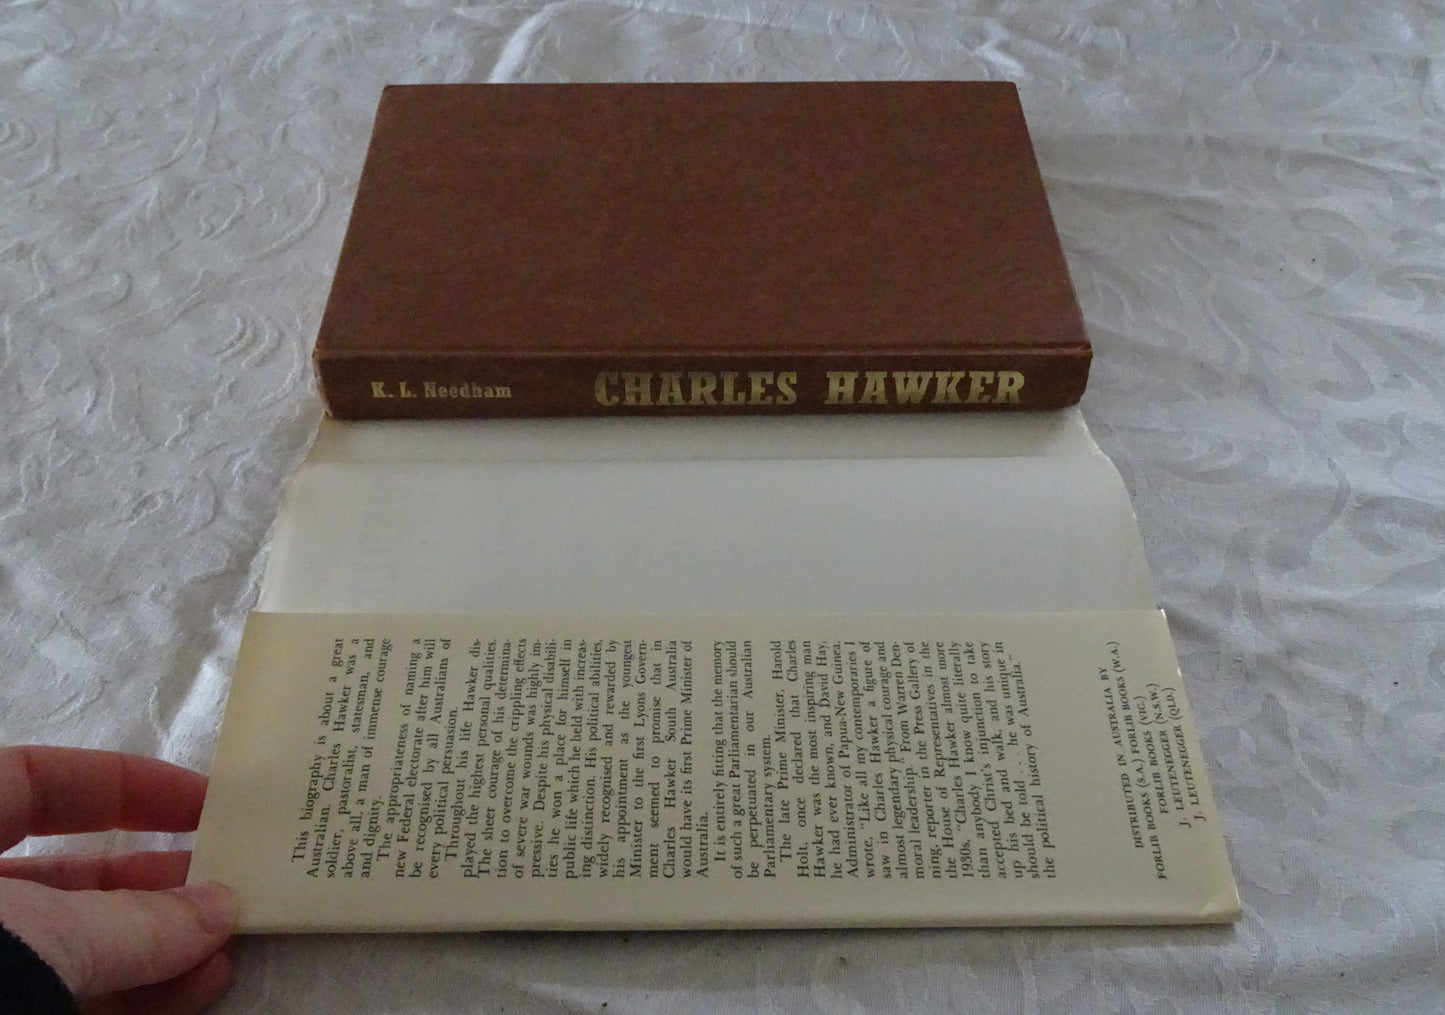 K. L. Needham CHARLES HAWKER
This biography is about a great
Australian. Charles Hawker was a
soldier, pastoralist, statesman, and
above all, a man of immense courage
and dignity.
The appropriateness of naming a
new Federal electorate after him will
be recognised by all Australians of
every political persuasion.
Throughout his life Hawker dis-
played the highest personal qualities.
The sheer courage of his determina-
tion to overcome the crippling effects
of severe war wounds was highly im-
pressive. Despite his physical disabili-
ties he won a place for himself in
public life which he held with increas-
ing distinction. His political abilities,
widely recognised and rewarded by
his appointment as the youngest
Minister to the first Lyons Govern-
ment seemed to promise that in
Charles Hawker South Australia
would have its first Prime Minister of
Australia.
It is entirely fitting that the memory
of such a great Parliamentarian should
be perpetuated in our Australian
Parliamentary system.
The late Prime Minister, Harold
Holt, once declared that Charles
Hawker was the most inspiring man
he had ever known, and David Hay,
Administrator of Papua-New Guinea,
wrote, "Like all my contemporaries I
saw in Charles Hawker a figure of
almost legendary physical courage and
moral leadership." From Warren Den-
ning, reporter in the Press Gallery of
the House of Representatives in the
1930s, "Charles Hawker almost more
than anybody I know quite literally
accepted Christ's injunction to take
up his bed and walk, and his story
should be told . . . he was unique in
the political history of Australia."
DISTRIBUTED IN AUSTRALIA BY
FORLIB BOOKS (S.A.) FORLIB BOOKS (W.A.)
FORLIB BOOKS (VIC.)
J. LEUTENEGGER (N.S.W.)
J. LEUTENEGGER (QLD.)